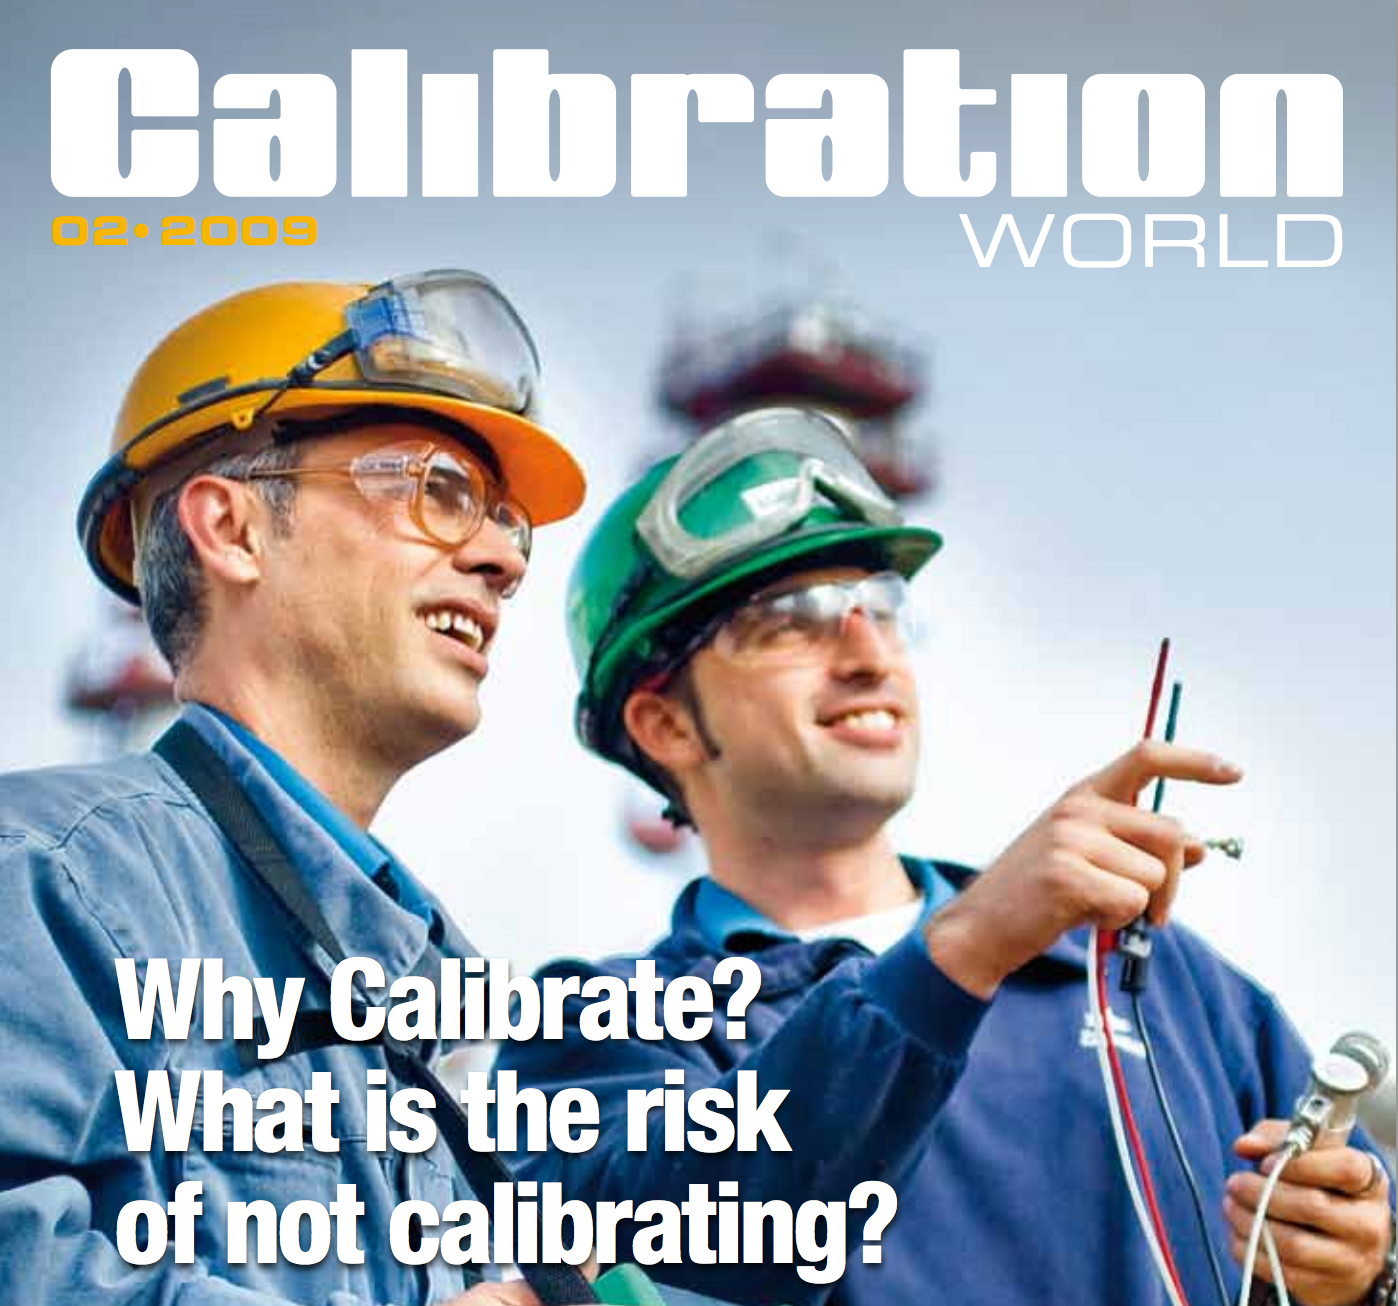 Calibration
02•2009
WORLD
Why Calibrate?
What is the risk
of not calibrating?